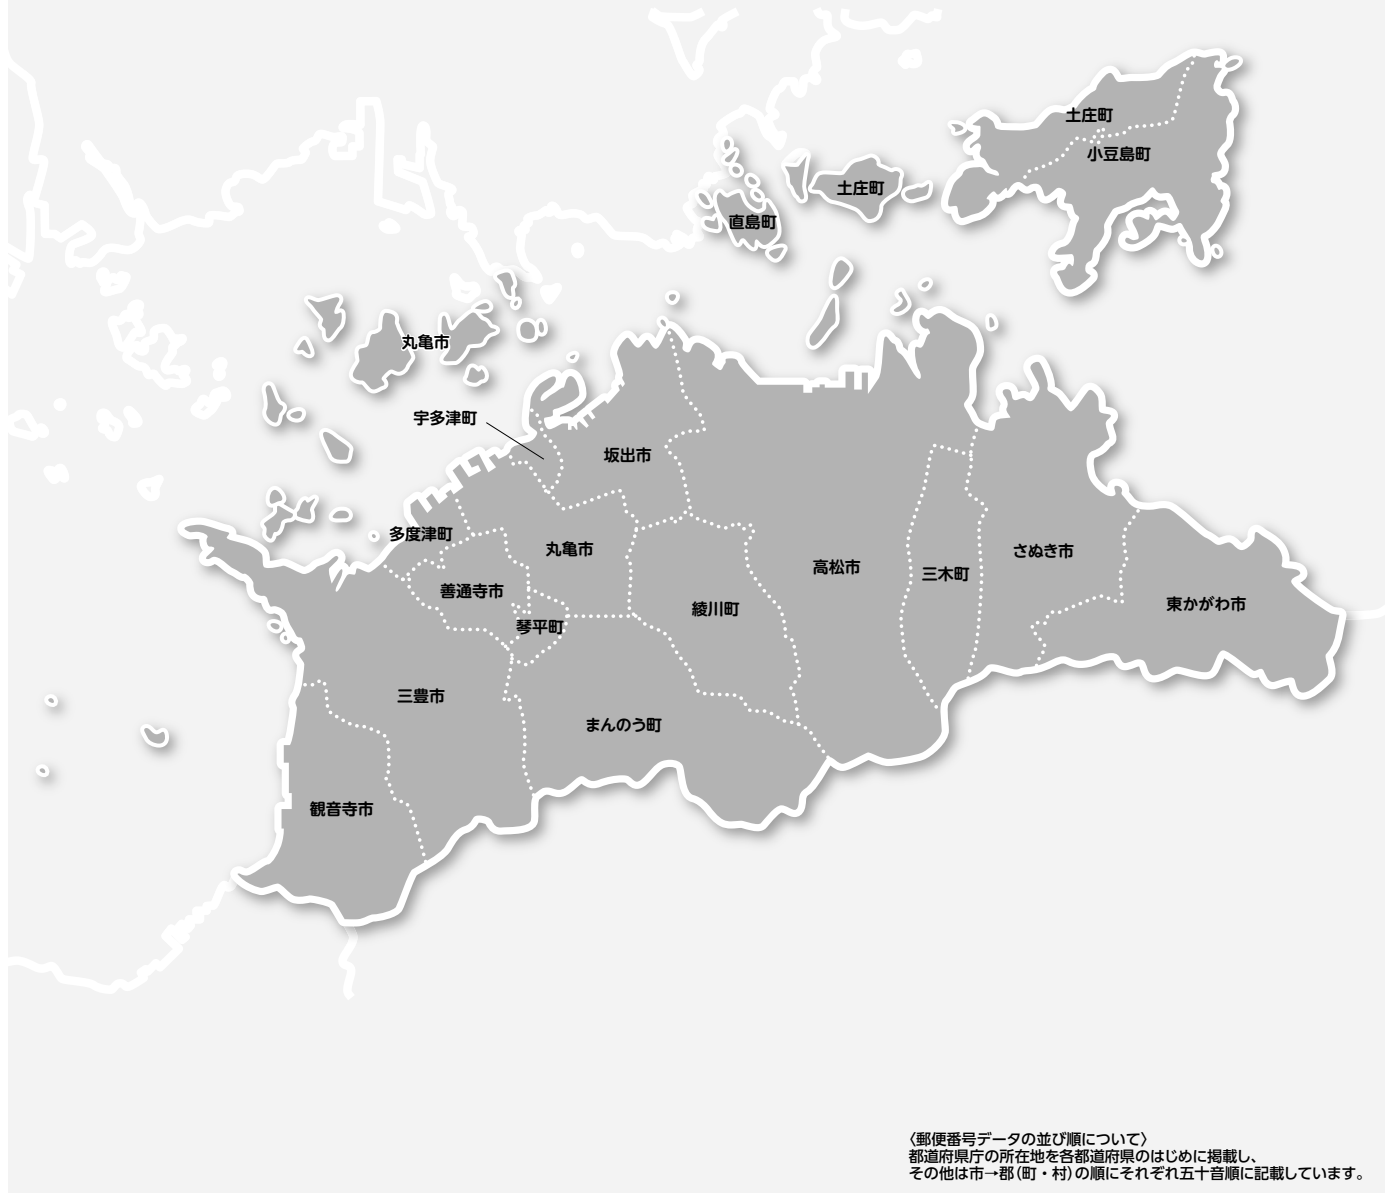 土庄町
小豆島町
土庄町
直島町
丸亀市
宇多津町
坂出市
多度津町
丸亀市
さぬき市
高松市
三木町
善通寺市
東かがわ市
綾川町
琴平町
三豊市
まんのう町
観音寺市
〈郵便番号データの並び順について〉
都道府県庁の所在地を各都道府県のはじめに掲載し、
その他は市→郡(町・村)の順にそれぞれ五十音順に記載しています。